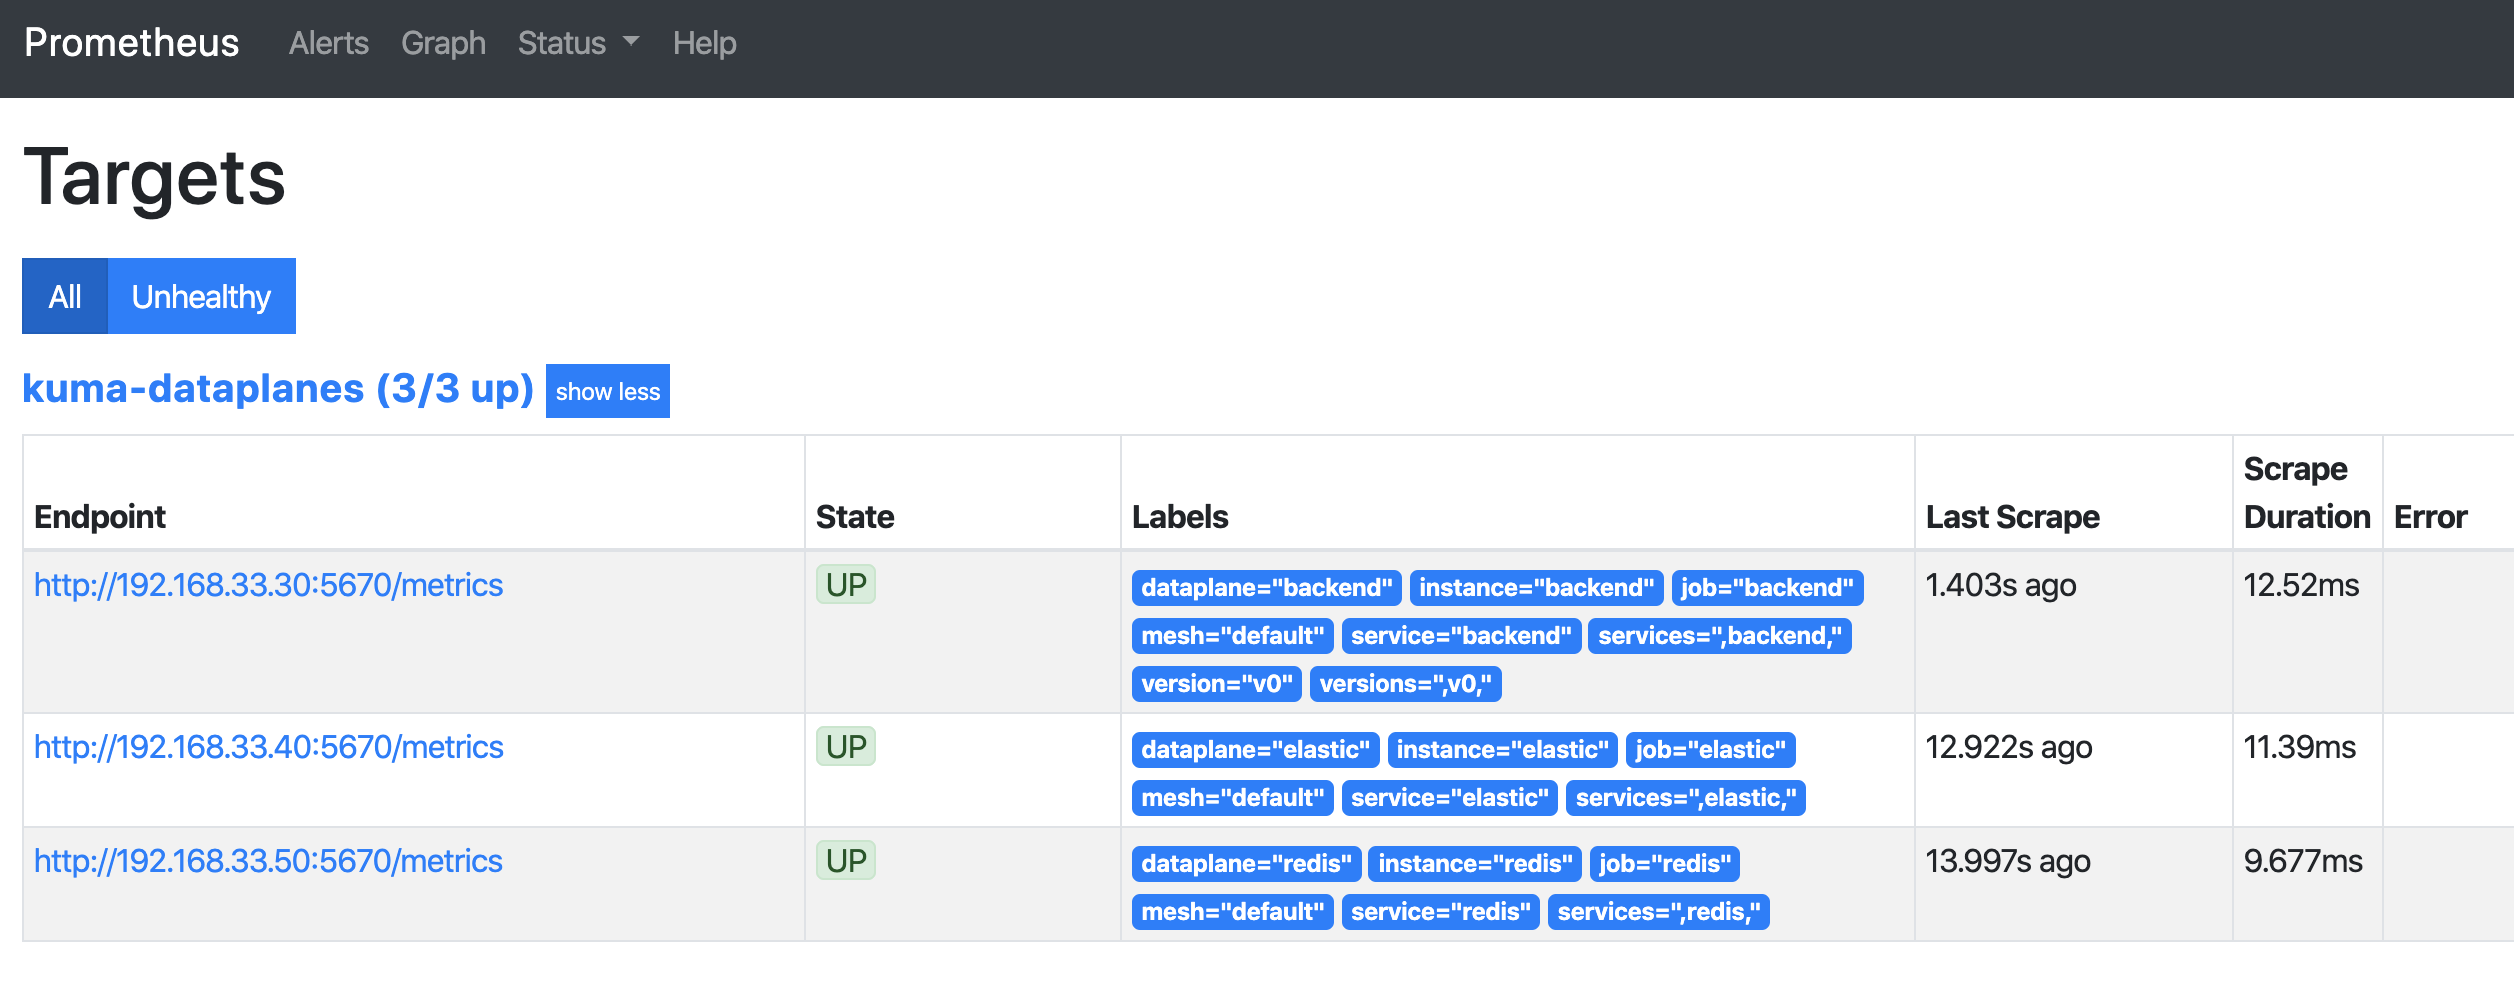 Prometheus Alerts Graph Status Help
Targets
All Unhealthy
kuma-dataplanes (3/3 up) show less
Endpoint State Labels Last Scrape Scrape Duration Error
http://192.168.33.30:5670/metrics UP dataplane="backend" instance="backend" job="backend" 1.403s ago 12.52ms
mesh="default" service="backend" services=",backend,"
version="v0" versions=",v0,"
http://192.168.33.40:5670/metrics UP dataplane="elastic" instance="elastic" job="elastic" 12.922s ago 11.39ms
mesh="default" service="elastic" services=",elastic,"
http://192.168.33.50:5670/metrics UP dataplane="redis" instance="redis" job="redis" 13.997s ago 9.677ms
mesh="default" service="redis" services=",redis,"